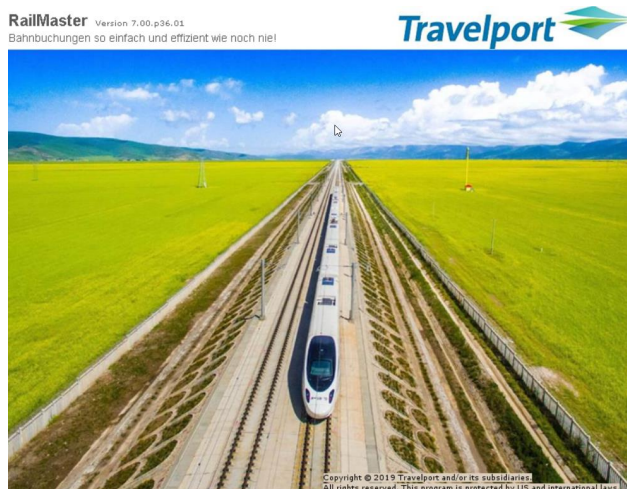 RailMaster Version 7.00.p36.01
Bahnbuchungen so einfach und effizient wie noch nie!
Travelport
Copyright © 2019 Travelport and/or its subsidiaries.
All rights reserved. This program is protected by US and international laws